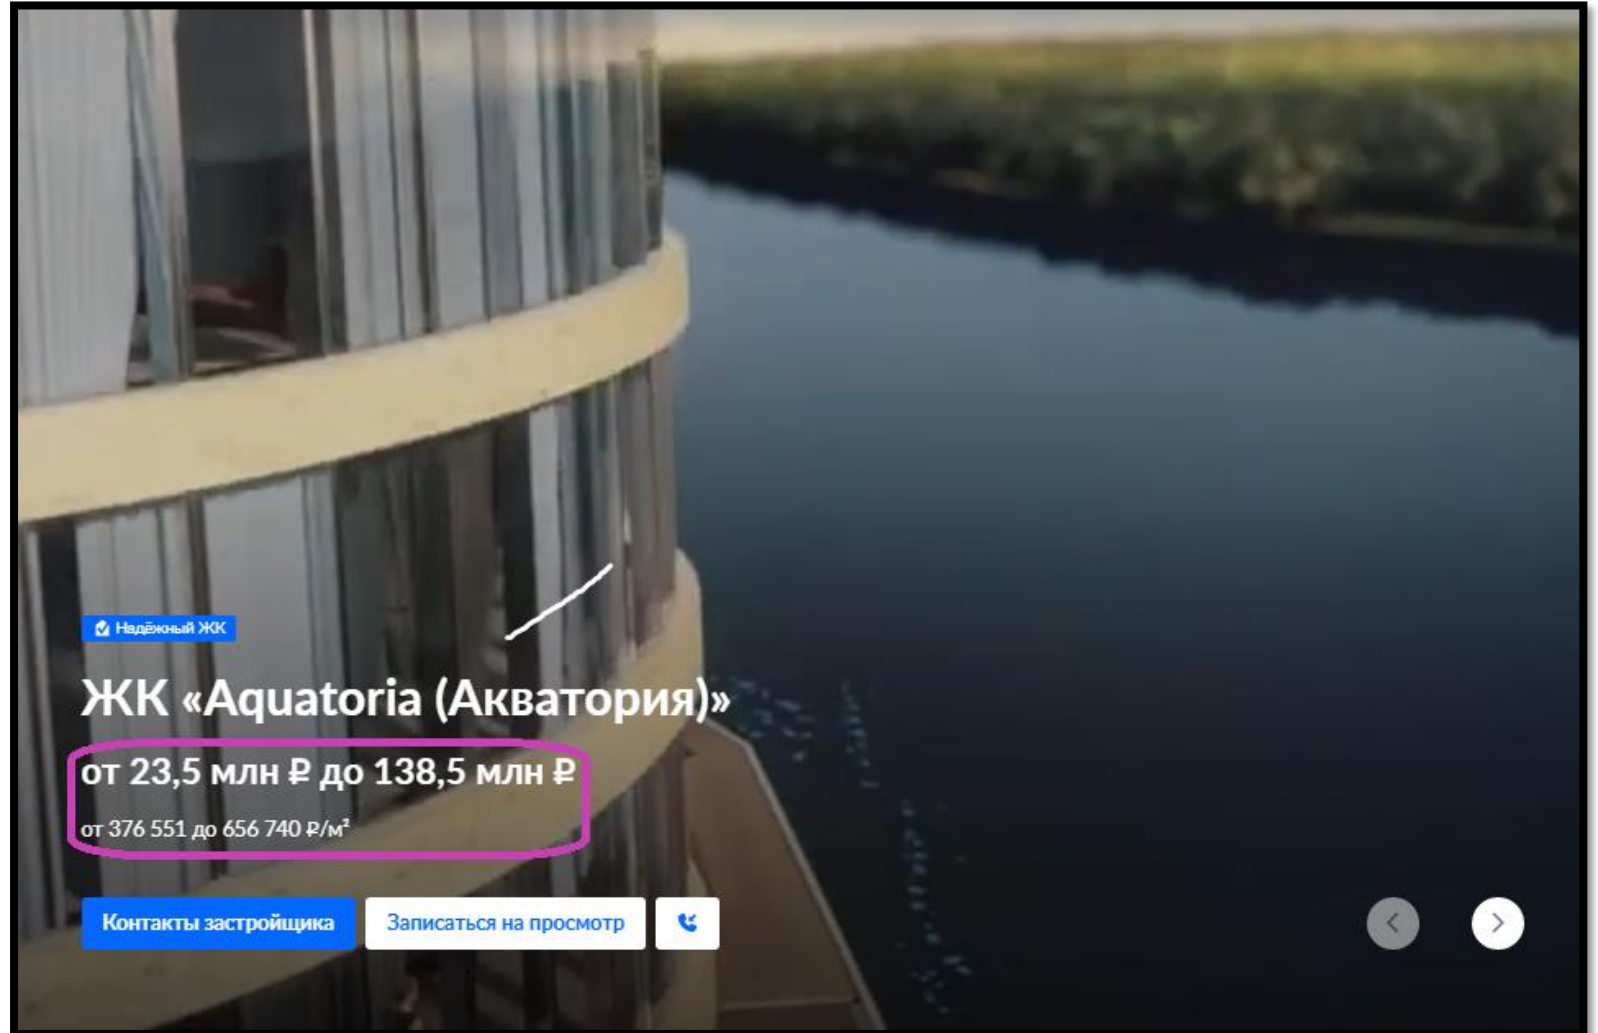 Надёжный ЖК
ЖК «Aquatoria (Акватория)»
от 23,5 млн ₽ до 138,5 млн ₽
от 376 551 до 656 740 ₽/м²
Контакты застройщика
Записаться на просмотр